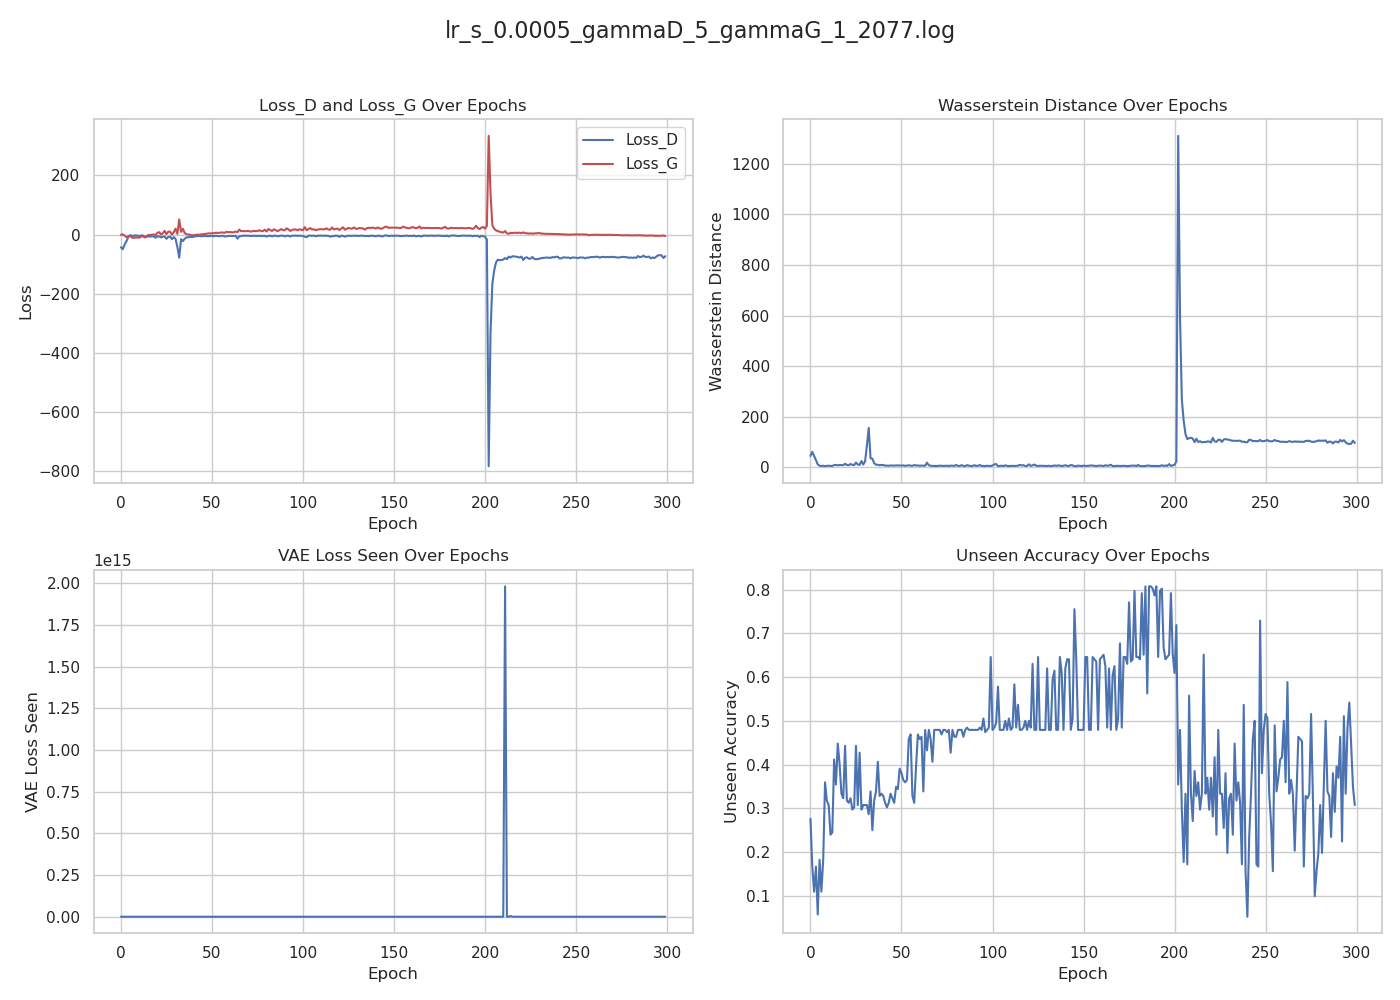 lr_s_0.0005_gammaD_5_gammaG_1_2077.log
Loss_D and Loss_G Over Epochs
Loss_D
Loss_G
200
0
−200
−400
−600
−800
Loss
0 50 100 150 200 250 300
Epoch
Wasserstein Distance Over Epochs
1200
1000
800
600
400
200
0
Wasserstein Distance
0 50 100 150 200 250 300
Epoch
VAE Loss Seen Over Epochs
1e15
2.00
1.75
1.50
1.25
1.00
0.75
0.50
0.25
0.00
VAE Loss Seen
0 50 100 150 200 250 300
Epoch
Unseen Accuracy Over Epochs
0.8
0.7
0.6
0.5
0.4
0.3
0.2
0.1
Unseen Accuracy
0 50 100 150 200 250 300
Epoch